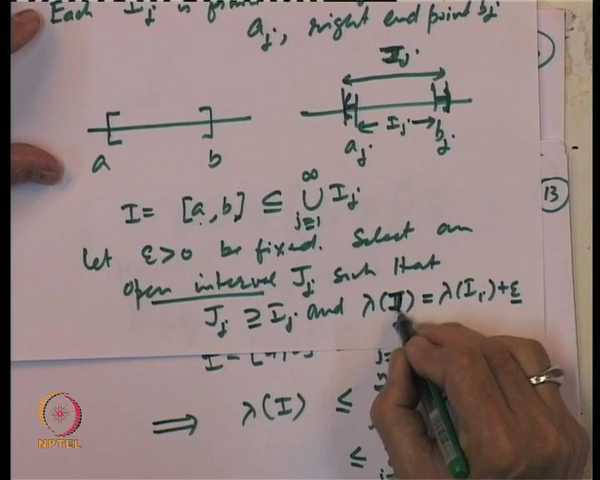 Each I_j is
a_j, right end point b_j
I_j
I_j
a_j b_j
a b
13
I = [a, b] ⊆ ⋃_{j=1}^{∞} I_j
Let ε>0 be fixed. Select an
open interval J_j such that
J_j ⊇ I_j and λ(J) = λ(I_j)+ε
⟹ λ(I) ≤
≤
NPTEL